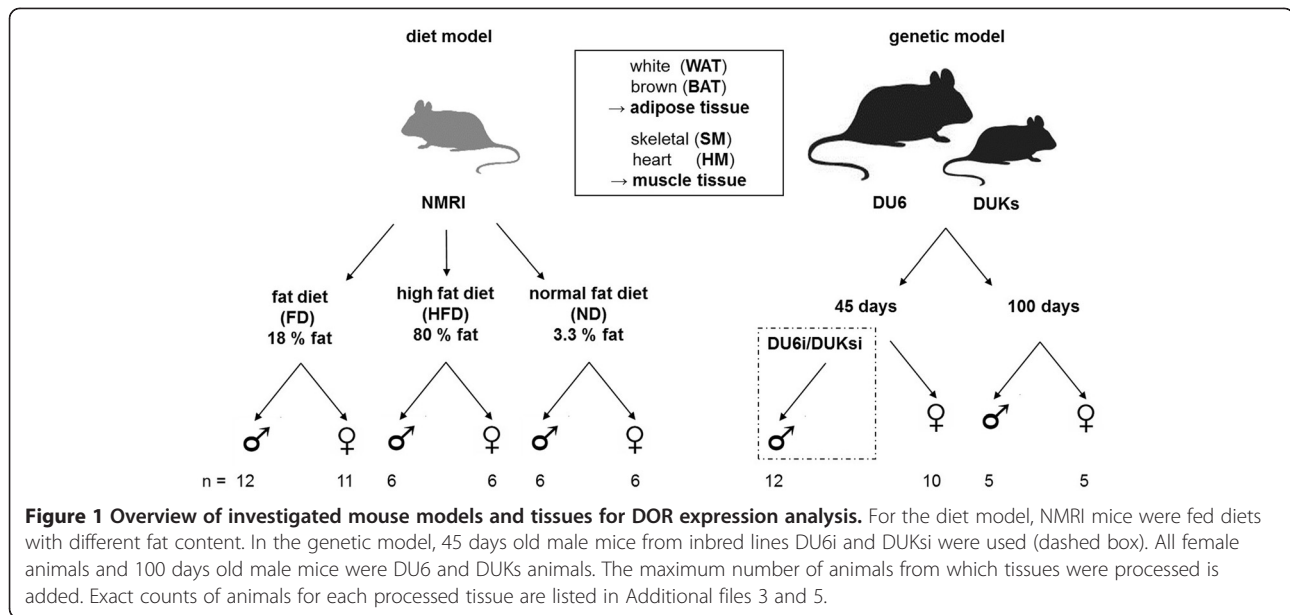 diet model
genetic model
white (WAT)
brown (BAT)
→ adipose tissue
skeletal (SM)
heart (HM)
→ muscle tissue
NMRI
DU6
DUKs
fat diet
(FD)
18 % fat
high fat diet
(HFD)
80 % fat
normal fat diet
(ND)
3.3 % fat
45 days
100 days
DU6i/DUKsi
♂ ♀ ♂ ♀ ♂ ♀ ♂ ♀ ♂ ♀
n = 12 11 6 6 6 6 12 10 5 5
Figure 1 Overview of investigated mouse models and tissues for DOR expression analysis. For the diet model, NMRI mice were fed diets
with different fat content. In the genetic model, 45 days old male mice from inbred lines DU6i and DUKsi were used (dashed box). All female
animals and 100 days old male mice were DU6 and DUKs animals. The maximum number of animals from which tissues were processed is
added. Exact counts of animals for each processed tissue are listed in Additional files 3 and 5.